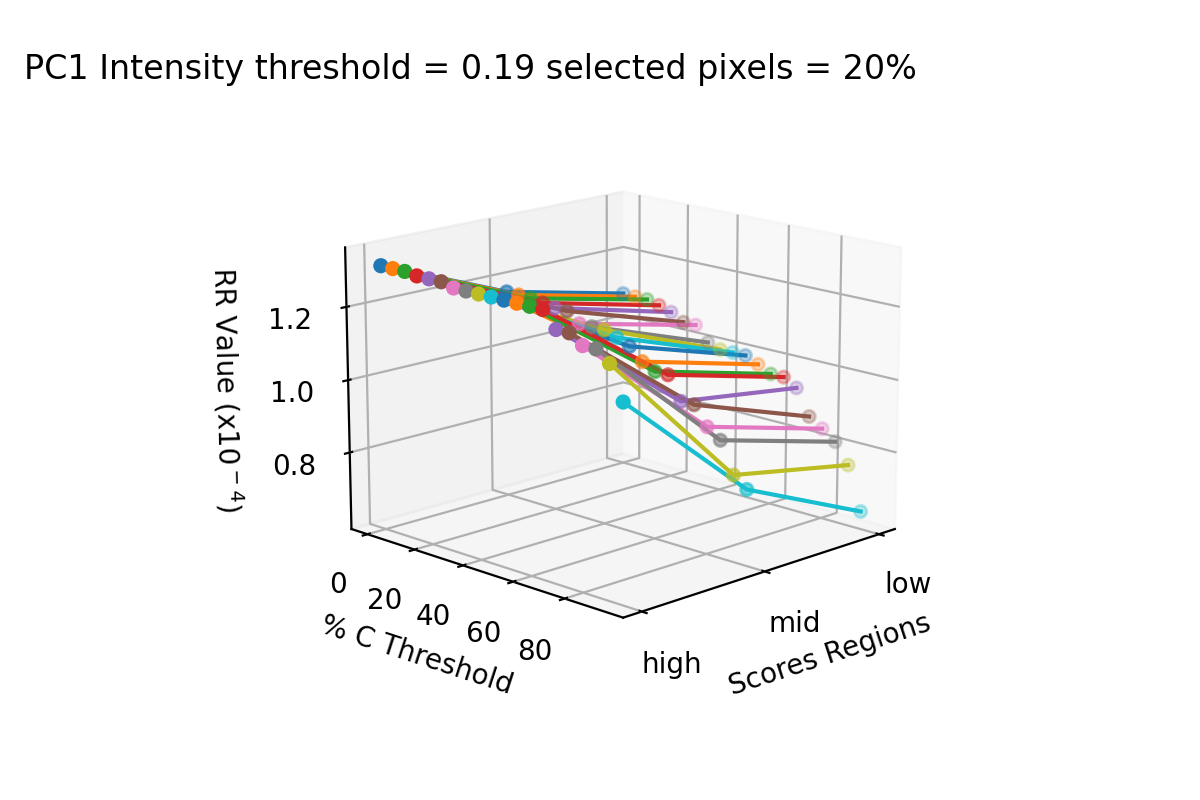 PC1 Intensity threshold = 0.19 selected pixels = 20%
RR Value (x10⁻⁴)
1.2
1.0
0.8
0
20
40
60
80
% C Threshold
high
mid
low
Scores Regions